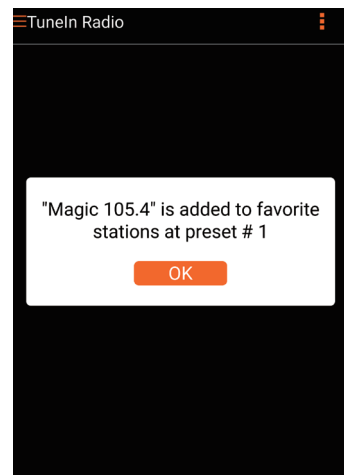 TuneIn Radio
"Magic 105.4" is added to favorite
stations at preset # 1
OK